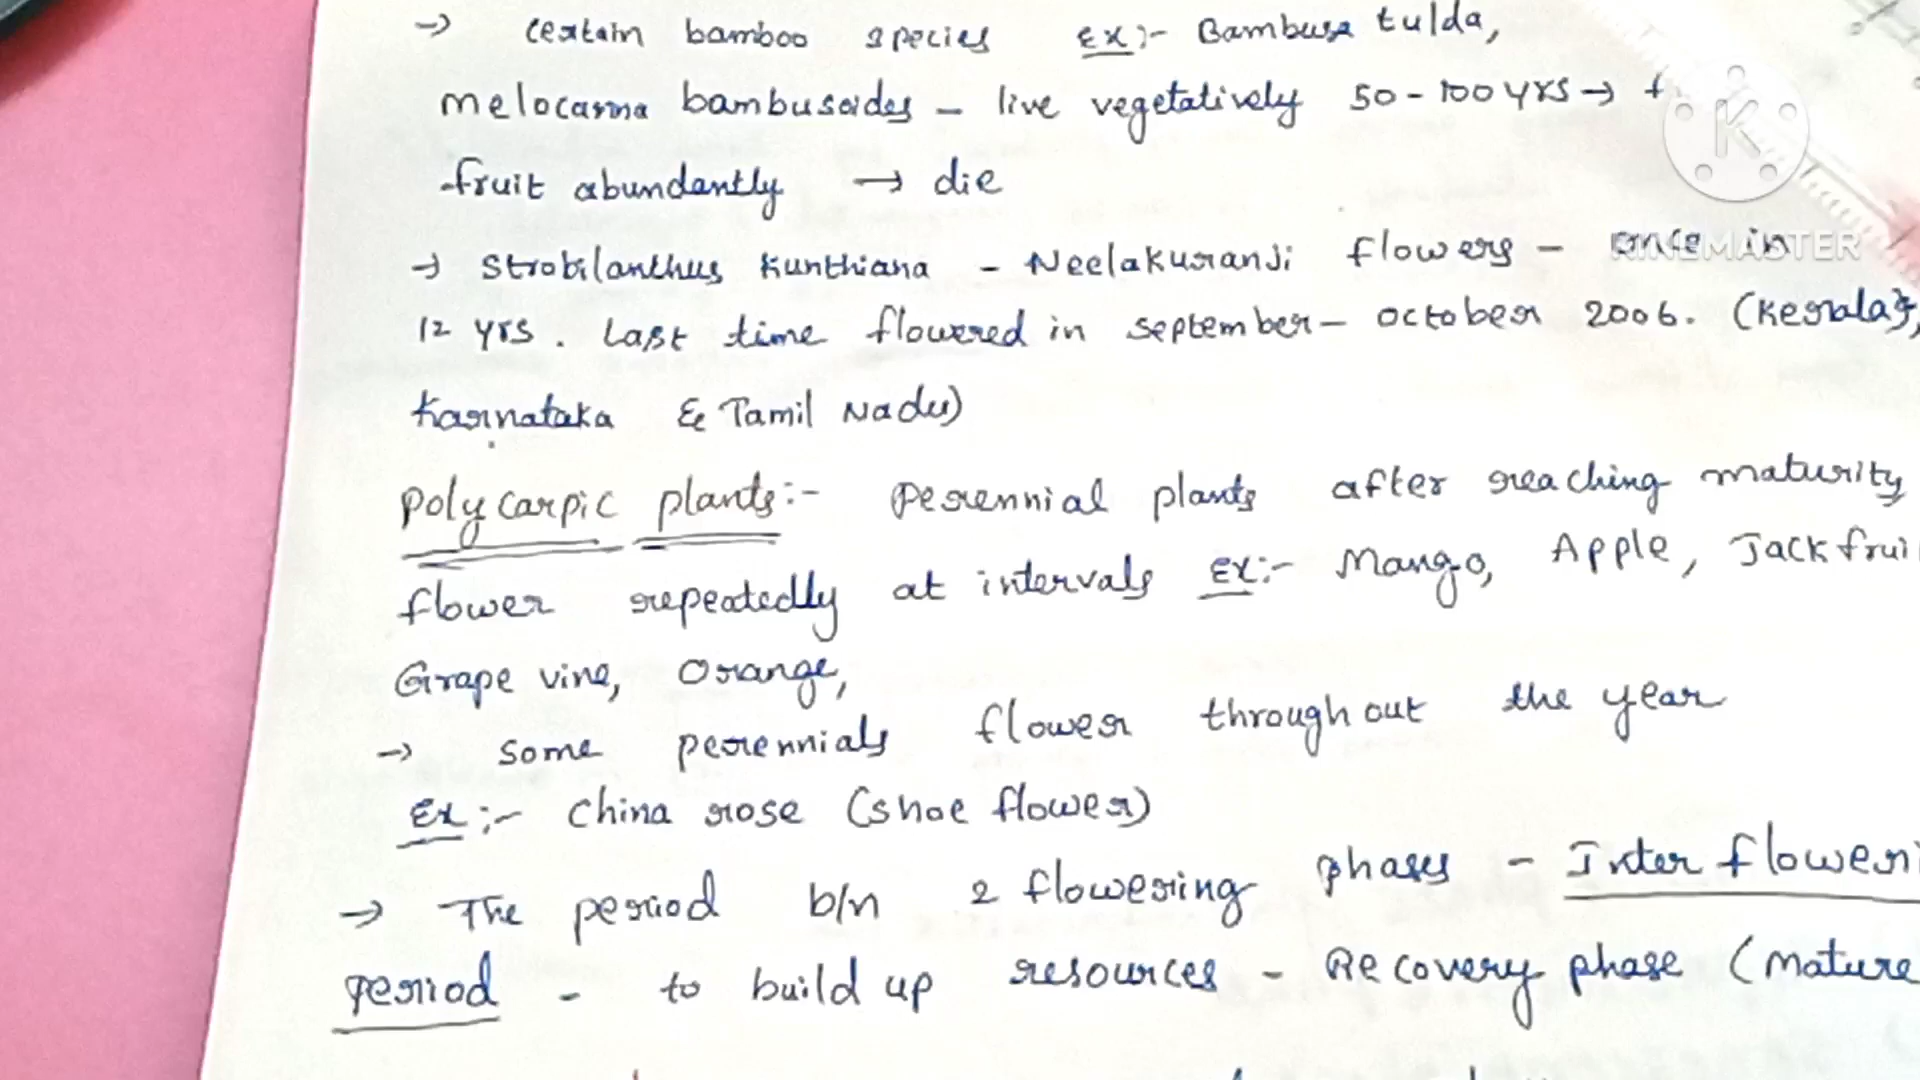 → certain bamboo species Ex:- Bambusa tulda,
melocanna bambusoides - live vegetatively 50-100 yrs →
fruit abundantly → die
→ Strobilanthus Kunthiana - Neelakuranji flowers - once in
12 yrs. Last time flowered in september- october 2006. (Kerala,
Karnataka & Tamil Nadu)
Polycarpic plants:- Perennial plants after reaching maturity
flower repeatedly at intervals Ex:- Mango, Apple, Jack frui
Grape vine, Orange,
→ some perennials flower throughout the year
Ex:- China rose (shoe flower)
→ The period b/n 2 flowering phases - Inter floweri
period - to build up resources - Recovery phase (Mature
KINEMASTER